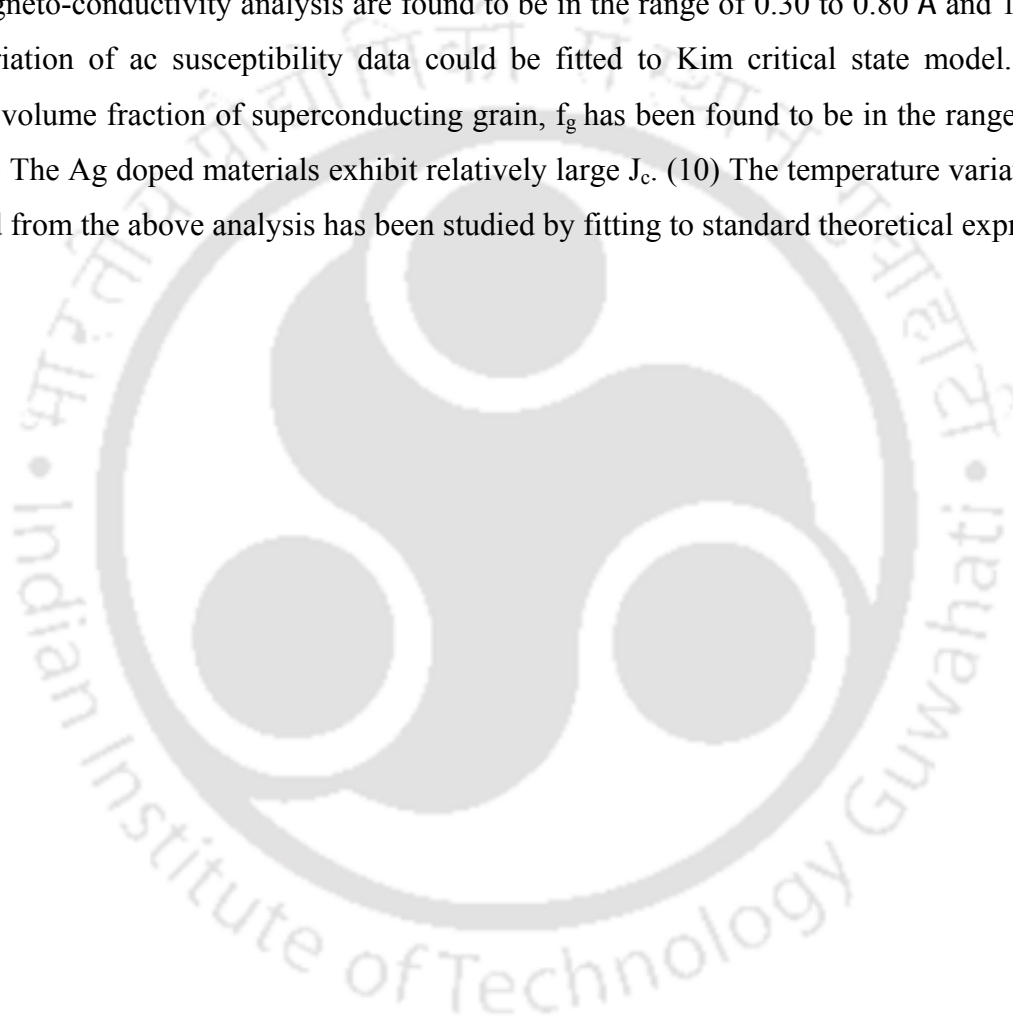 gneto-conductivity analysis are found to be in the range of 0.30 to 0.80 Å and 1
riation of ac susceptibility data could be fitted to Kim critical state model.
volume fraction of superconducting grain, fg has been found to be in the range
The Ag doped materials exhibit relatively large Jc. (10) The temperature varia
from the above analysis has been studied by fitting to standard theoretical expr
Indian Institute of Technology Guwahati